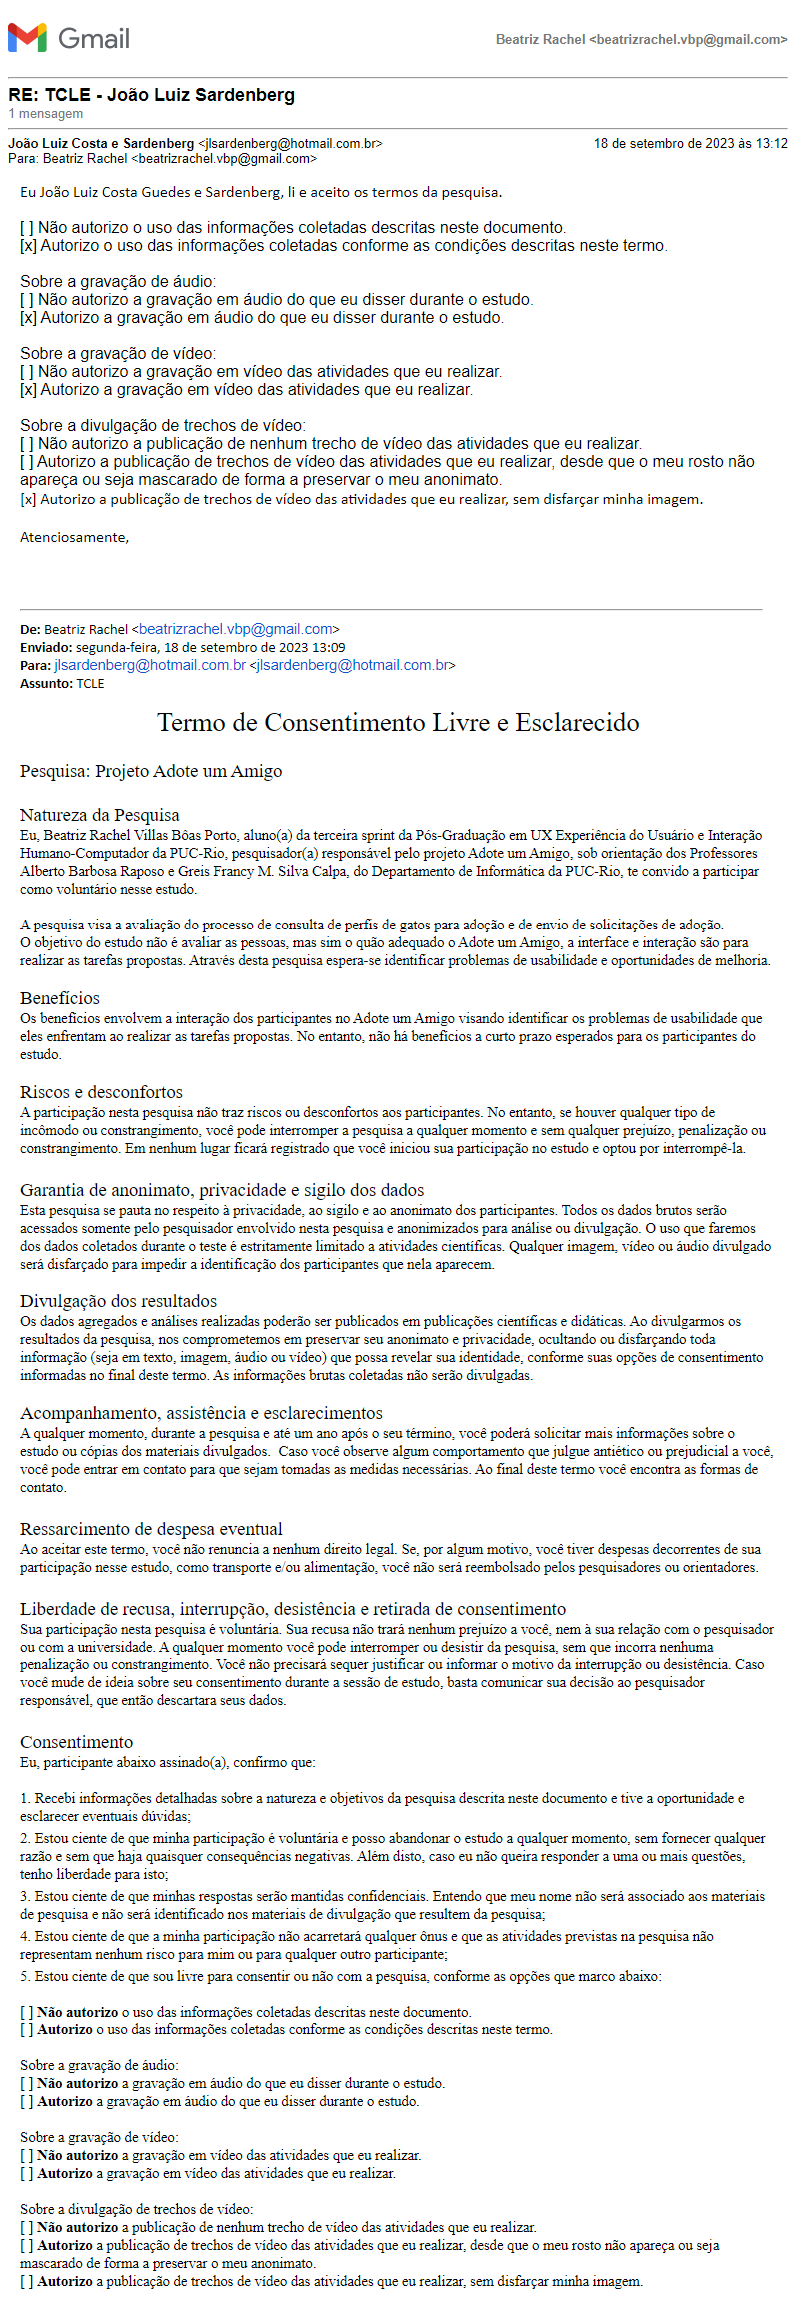 Gmail
Beatriz Rachel <beatrizrachel.vbp@gmail.com>
RE: TCLE - João Luiz Sardenberg
1 mensagem
João Luiz Costa e Sardenberg <jlsardenberg@hotmail.com.br>
18 de setembro de 2023 às 13:12
Para: Beatriz Rachel <beatrizrachel.vbp@gmail.com>
Eu João Luiz Costa Guedes e Sardenberg, li e aceito os termos da pesquisa.
[ ] Não autorizo o uso das informações coletadas descritas neste documento.
[x] Autorizo o uso das informações coletadas conforme as condições descritas neste termo.
Sobre a gravação de áudio:
[ ] Não autorizo a gravação em áudio do que eu disser durante o estudo.
[x] Autorizo a gravação em áudio do que eu disser durante o estudo.
Sobre a gravação de vídeo:
[ ] Não autorizo a gravação em vídeo das atividades que eu realizar.
[x] Autorizo a gravação em vídeo das atividades que eu realizar.
Sobre a divulgação de trechos de vídeo:
[ ] Não autorizo a publicação de nenhum trecho de vídeo das atividades que eu realizar.
[ ] Autorizo a publicação de trechos de vídeo das atividades que eu realizar, desde que o meu rosto não
apareça ou seja mascarado de forma a preservar o meu anonimato.
[x] Autorizo a publicação de trechos de vídeo das atividades que eu realizar, sem disfarçar minha imagem.
Atenciosamente,
De: Beatriz Rachel <beatrizrachel.vbp@gmail.com>
Enviado: segunda-feira, 18 de setembro de 2023 13:09
Para: jlsardenberg@hotmail.com.br <jlsardenberg@hotmail.com.br>
Assunto: TCLE
Termo de Consentimento Livre e Esclarecido
Pesquisa: Projeto Adote um Amigo
Natureza da Pesquisa
Eu, Beatriz Rachel Villas Bôas Porto, aluno(a) da terceira sprint da Pós-Graduação em UX Experiência do Usuário e Interação
Humano-Computador da PUC-Rio, pesquisador(a) responsável pelo projeto Adote um Amigo, sob orientação dos Professores
Alberto Barbosa Raposo e Greis Francy M. Silva Calpa, do Departamento de Informática da PUC-Rio, te convido a participar
como voluntário nesse estudo.
A pesquisa visa a avaliação do processo de consulta de perfis de gatos para adoção e de envio de solicitações de adoção.
O objetivo do estudo não é avaliar as pessoas, mas sim o quão adequado o Adote um Amigo, a interface e interação são para
realizar as tarefas propostas. Através desta pesquisa espera-se identificar problemas de usabilidade e oportunidades de melhoria.
Benefícios
Os benefícios envolvem a interação dos participantes no Adote um Amigo visando identificar os problemas de usabilidade que
eles enfrentam ao realizar as tarefas propostas. No entanto, não há benefícios a curto prazo esperados para os participantes do
estudo.
Riscos e desconfortos
A participação nesta pesquisa não traz riscos ou desconfortos aos participantes. No entanto, se houver qualquer tipo de
incômodo ou constrangimento, você pode interromper a pesquisa a qualquer momento e sem qualquer prejuízo, penalização ou
constrangimento. Em nenhum lugar ficará registrado que você iniciou sua participação no estudo e optou por interrompê-la.
Garantia de anonimato, privacidade e sigilo dos dados
Esta pesquisa se pauta no respeito à privacidade, ao sigilo e ao anonimato dos participantes. Todos os dados brutos serão
acessados somente pelo pesquisador envolvido nesta pesquisa e anonimizados para análise ou divulgação. O uso que faremos
dos dados coletados durante o teste é estritamente limitado a atividades científicas. Qualquer imagem, vídeo ou áudio divulgado
será disfarçado para impedir a identificação dos participantes que nela aparecem.
Divulgação dos resultados
Os dados agregados e análises realizadas poderão ser publicados em publicações científicas e didáticas. Ao divulgarmos os
resultados da pesquisa, nos comprometemos em preservar seu anonimato e privacidade, ocultando ou disfarçando toda
informação (seja em texto, imagem, áudio ou vídeo) que possa revelar sua identidade, conforme suas opções de consentimento
informadas no final deste termo. As informações brutas coletadas não serão divulgadas.
Acompanhamento, assistência e esclarecimentos
A qualquer momento, durante a pesquisa e até um ano após o seu término, você poderá solicitar mais informações sobre o
estudo ou cópias dos materiais divulgados. Caso você observe algum comportamento que julgue antiético ou prejudicial a você,
você pode entrar em contato para que sejam tomadas as medidas necessárias. Ao final deste termo você encontra as formas de
contato.
Ressarcimento de despesa eventual
Ao aceitar este termo, você não renuncia a nenhum direito legal. Se, por algum motivo, você tiver despesas decorrentes de sua
participação nesse estudo, como transporte e/ou alimentação, você não será reembolsado pelos pesquisadores ou orientadores.
Liberdade de recusa, interrupção, desistência e retirada de consentimento
Sua participação nesta pesquisa é voluntária. Sua recusa não trará nenhum prejuízo a você, nem à sua relação com o pesquisador
ou com a universidade. A qualquer momento você pode interromper ou desistir da pesquisa, sem que incorra nenhuma
penalização ou constrangimento. Você não precisará sequer justificar ou informar o motivo da interrupção ou desistência. Caso
você mude de ideia sobre seu consentimento durante a sessão de estudo, basta comunicar sua decisão ao pesquisador
responsável, que então descartara seus dados.
Consentimento
Eu, participante abaixo assinado(a), confirmo que:
1. Recebi informações detalhadas sobre a natureza e objetivos da pesquisa descrita neste documento e tive a oportunidade e
esclarecer eventuais dúvidas;
2. Estou ciente de que minha participação é voluntária e posso abandonar o estudo a qualquer momento, sem fornecer qualquer
razão e sem que haja quaisquer consequências negativas. Além disto, caso eu não queira responder a uma ou mais questões,
tenho liberdade para isto;
3. Estou ciente de que minhas respostas serão mantidas confidenciais. Entendo que meu nome não será associado aos materiais
de pesquisa e não será identificado nos materiais de divulgação que resultem da pesquisa;
4. Estou ciente de que a minha participação não acarretará qualquer ônus e que as atividades previstas na pesquisa não
representam nenhum risco para mim ou para qualquer outro participante;
5. Estou ciente de que sou livre para consentir ou não com a pesquisa, conforme as opções que marco abaixo:
[ ] Não autorizo o uso das informações coletadas descritas neste documento.
[ ] Autorizo o uso das informações coletadas conforme as condições descritas neste termo.
Sobre a gravação de áudio:
[ ] Não autorizo a gravação em áudio do que eu disser durante o estudo.
[ ] Autorizo a gravação em áudio do que eu disser durante o estudo.
Sobre a gravação de vídeo:
[ ] Não autorizo a gravação em vídeo das atividades que eu realizar.
[ ] Autorizo a gravação em vídeo das atividades que eu realizar.
Sobre a divulgação de trechos de vídeo:
[ ] Não autorizo a publicação de nenhum trecho de vídeo das atividades que eu realizar.
[ ] Autorizo a publicação de trechos de vídeo das atividades que eu realizar, desde que o meu rosto não apareça ou seja
mascarado de forma a preservar o meu anonimato.
[ ] Autorizo a publicação de trechos de vídeo das atividades que eu realizar, sem disfarçar minha imagem.